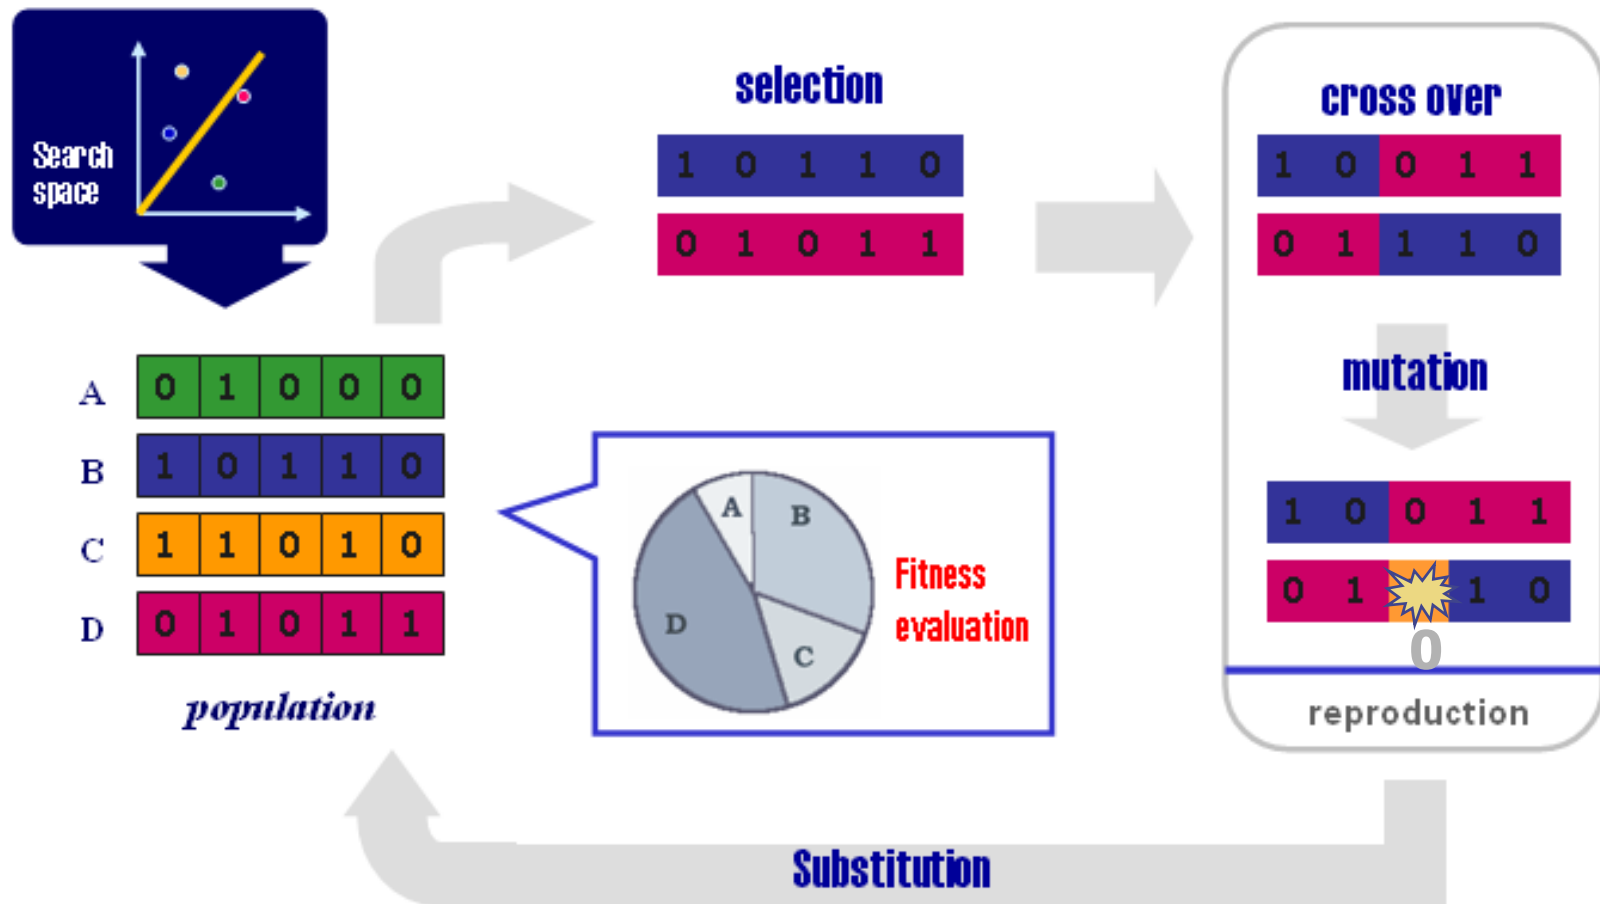 Search
space
selection
1 0 1 1 0
0 1 0 1 1
cross over
1 0 0 1 1
0 1 1 1 0
mutation
1 0 0 1 1
0 1 1 0
0
reproduction
A 0 1 0 0 0
B 1 0 1 1 0
C 1 1 0 1 0
D 0 1 0 1 1
population
A
B
C
D
Fitness
evaluation
Substitution